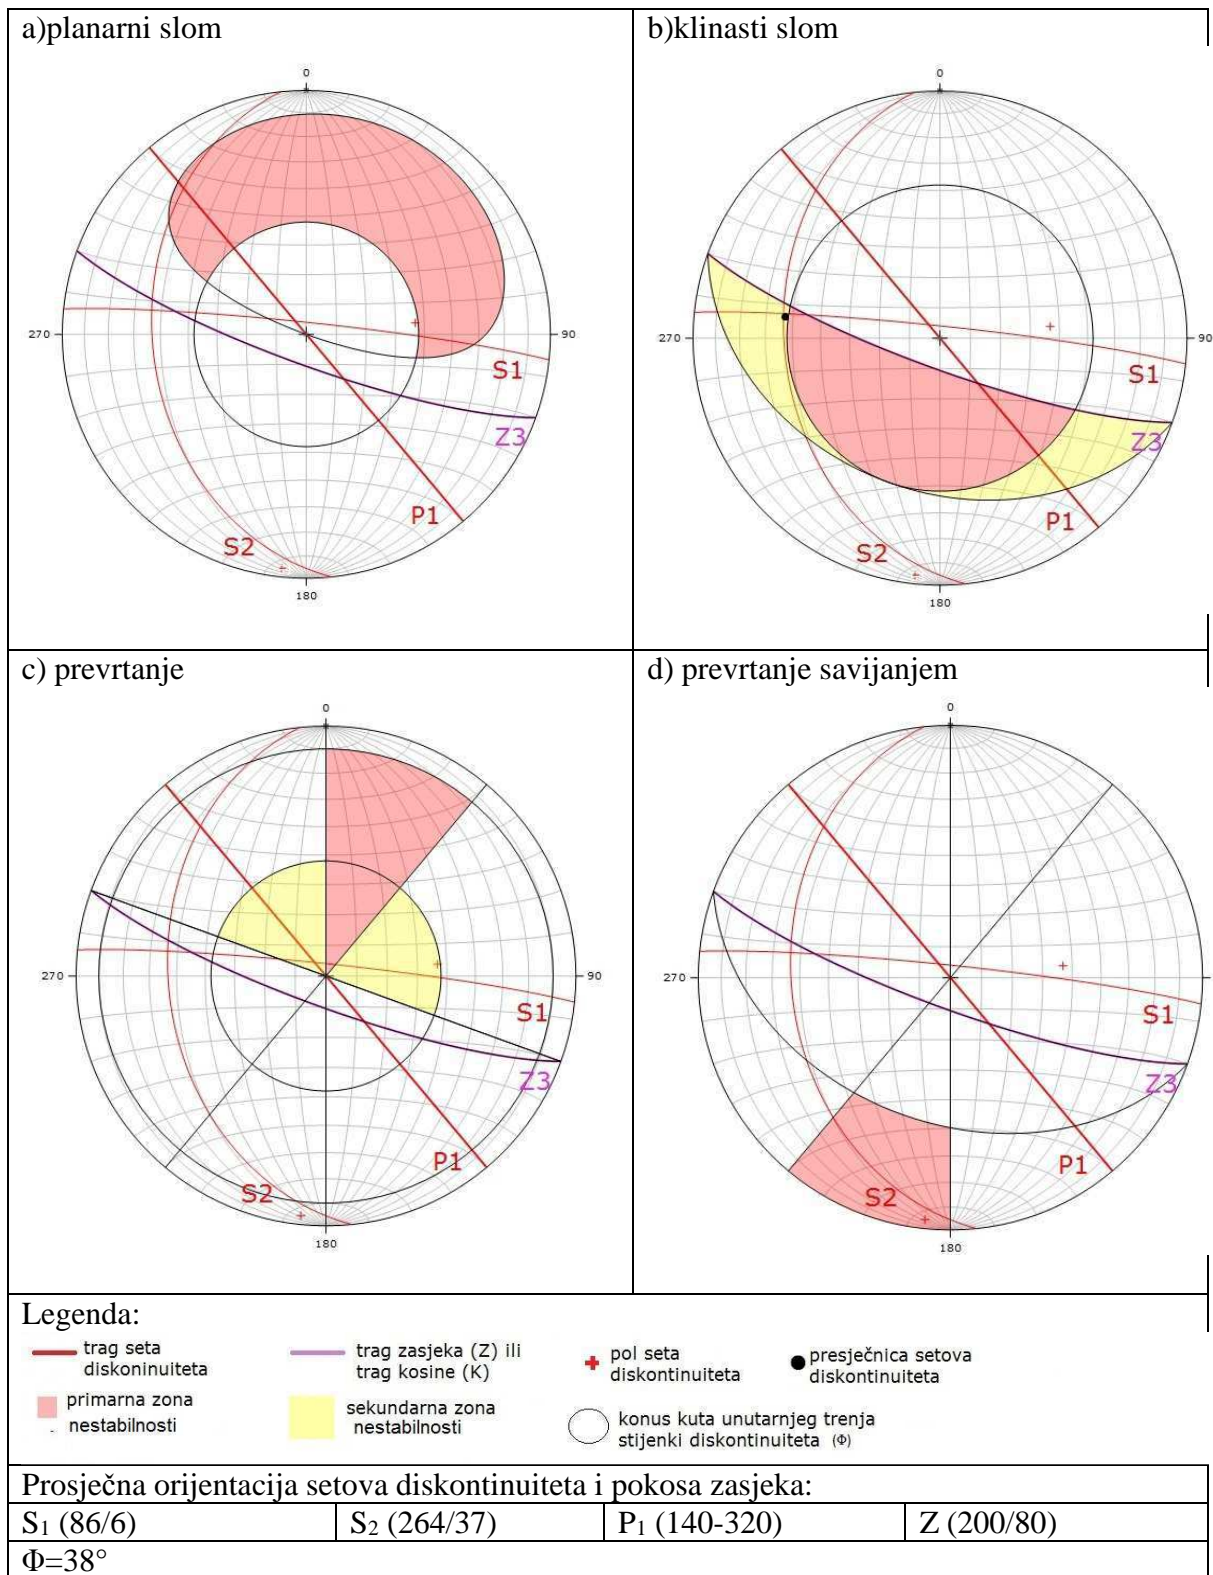 a)planarni slom
0
270
90
S1
Z3
P1
S2
180
b)klinasti slom
0
270
90
S1
Z3
P1
S2
180
c) prevrtanje
0
270
90
S1
Z3
P1
S2
180
d) prevrtanje savijanjem
0
270
S1
Z3
P1
S2
180
Legenda:
trag seta
diskoninuiteta
trag zasjeka (Z) ili
trag kosine (K)
pol seta
diskontinuiteta
presječnica setova
diskontinuiteta
primarna zona
nestabilnosti
sekundarna zona
nestabilnosti
konus kuta unutarnjeg trenja
stijenki diskontinuiteta (Φ)
Prosječna orijentacija setova diskontinuiteta i pokosa zasjeka:
S₁ (86/6) S₂ (264/37) P₁ (140-320) Z (200/80)
Φ=38°